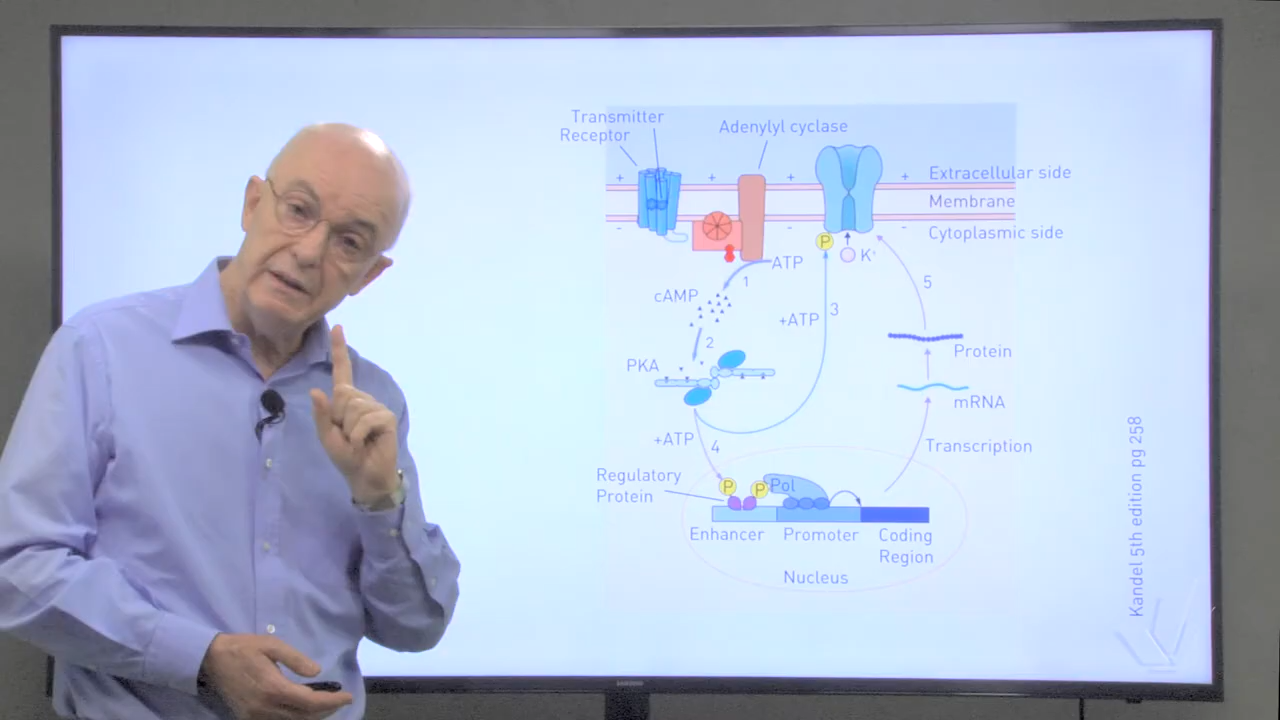 Transmitter
Receptor
Adenylyl cyclase
+ + + +
Extracellular side
Membrane
- - -
Cytoplasmic side
P
K⁺
ATP
1
cAMP
5
+ATP
3
2
PKA
Protein
mRNA
+ATP
4
Transcription
Regulatory
Protein
P
P
Pol
Enhancer
Promoter
Coding
Region
Nucleus
Kandel 5th edition pg 258
SAMSUNG